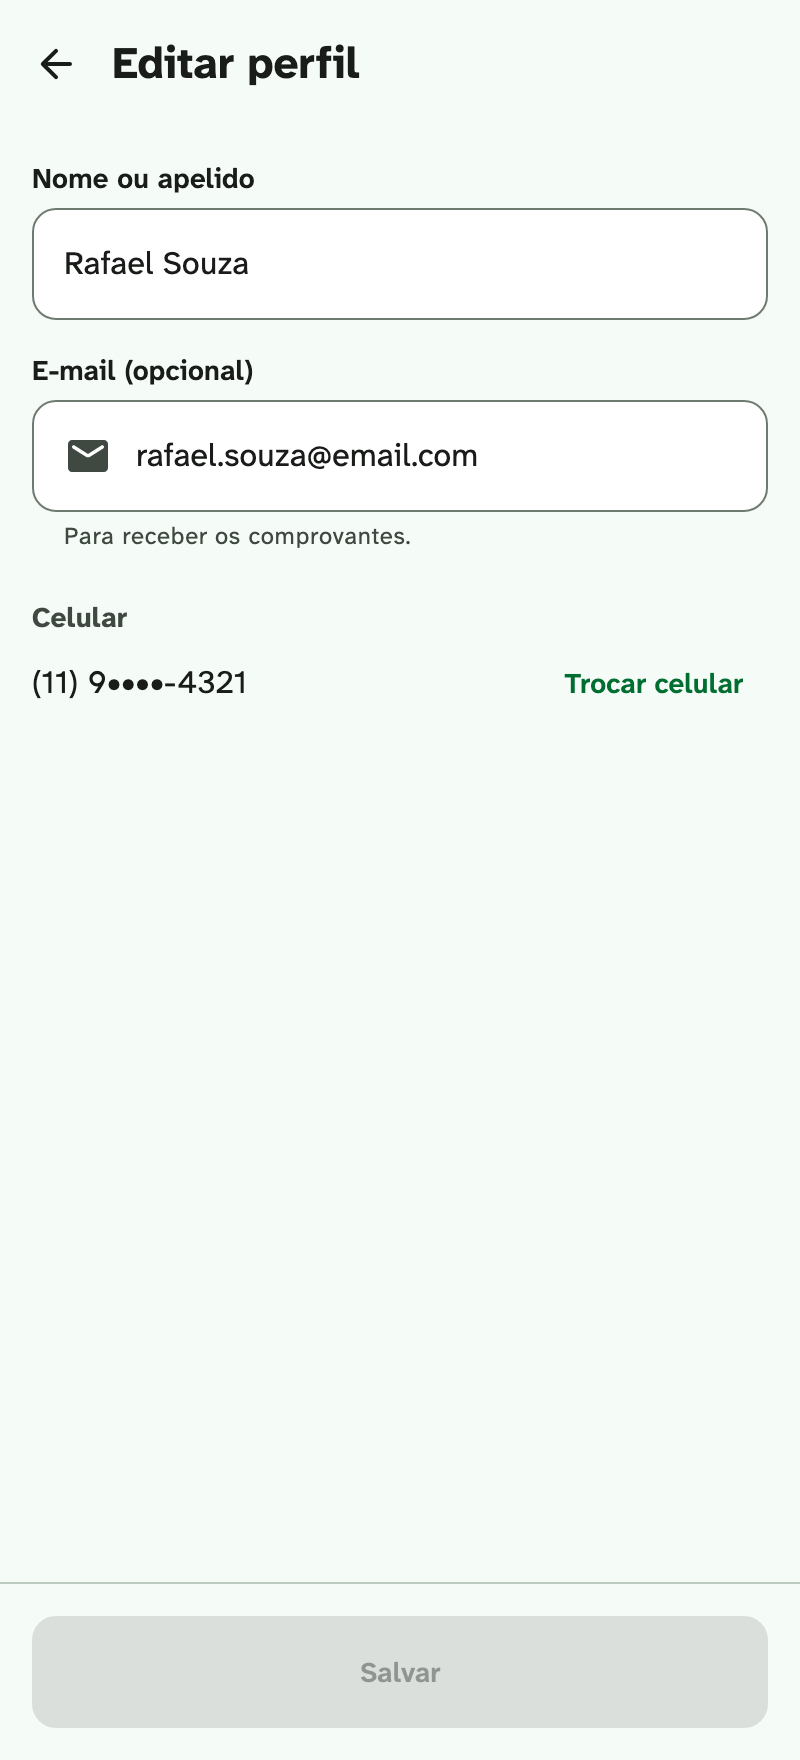 Editar perfil
Nome ou apelido
Rafael Souza
E-mail (opcional)
rafael.souza@email.com
Para receber os comprovantes.
Celular
(11) 9••••-4321
Trocar celular
Salvar